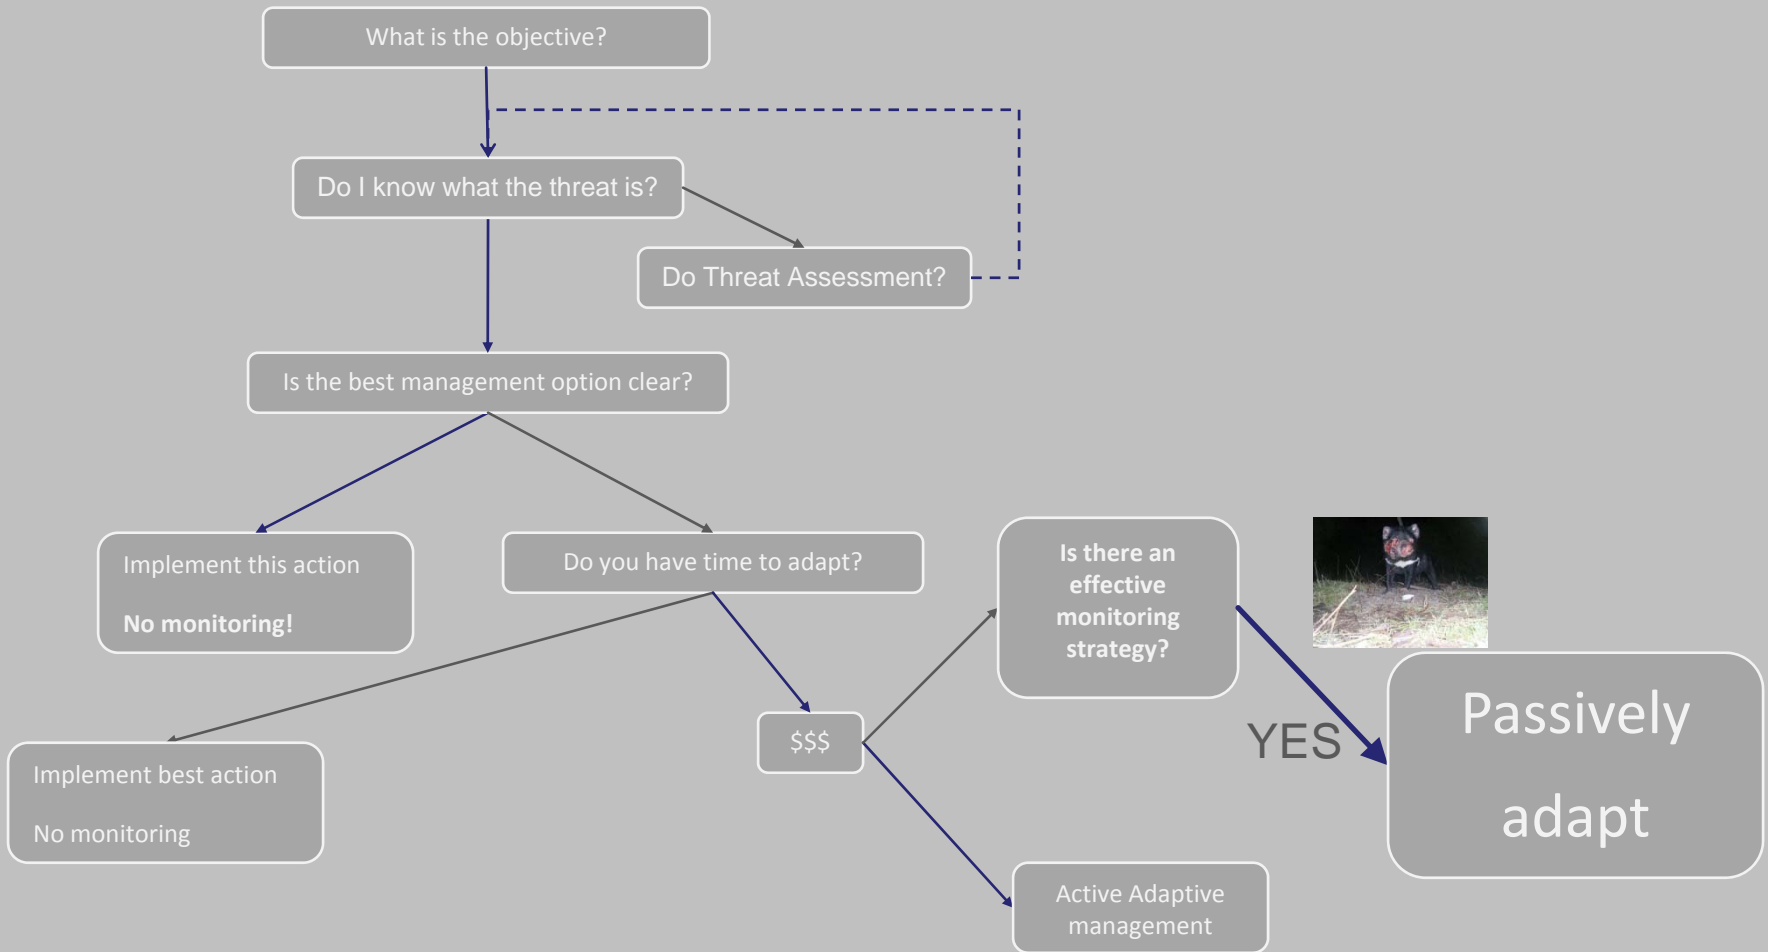 What is the objective?
Do I know what the threat is?
Do Threat Assessment?
Is the best management option clear?
Implement this action
No monitoring!
Do you have time to adapt?
Is there an
effective
monitoring
strategy?
YES
Passively
adapt
$$$
Implement best action
No monitoring
Active Adaptive
management